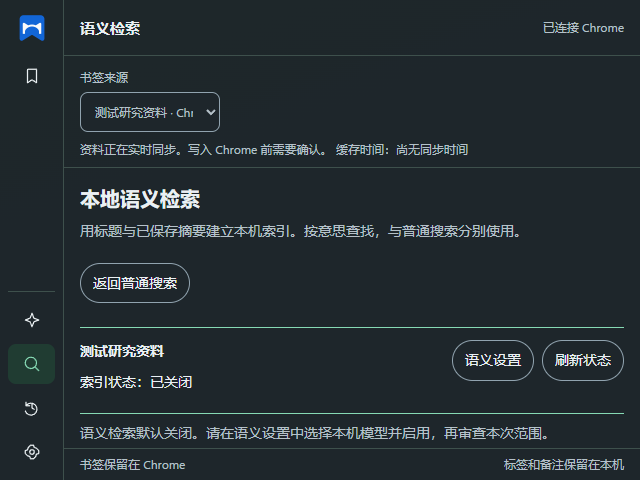 语义检索
已连接 Chrome
书签来源
测试研究资料 · Chr
资料正在实时同步。写入 Chrome 前需要确认。 缓存时间：尚无同步时间
本地语义检索
用标题与已保存摘要建立本机索引。按意思查找，与普通搜索分别使用。
返回普通搜索
测试研究资料
语义设置
刷新状态
索引状态：已关闭
语义检索默认关闭。请在语义设置中选择本机模型并启用，再审查本次范围。
书签保留在 Chrome
标签和备注保留在本机